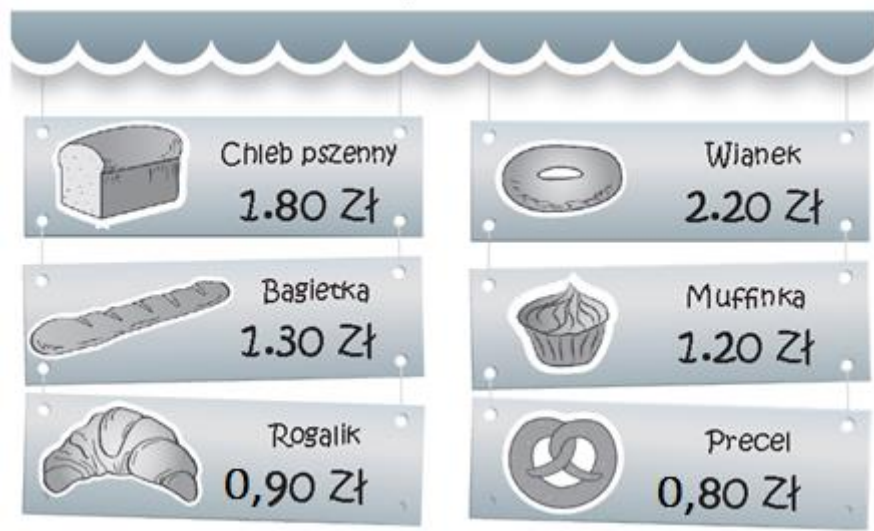 Chleb pszenny
1.80 Zł
Bagietka
1.30 Zł
Rogalik
0,90 Zł
Wianek
2.20 Zł
Muffinka
1.20 Zł
Precel
0,80 Zł